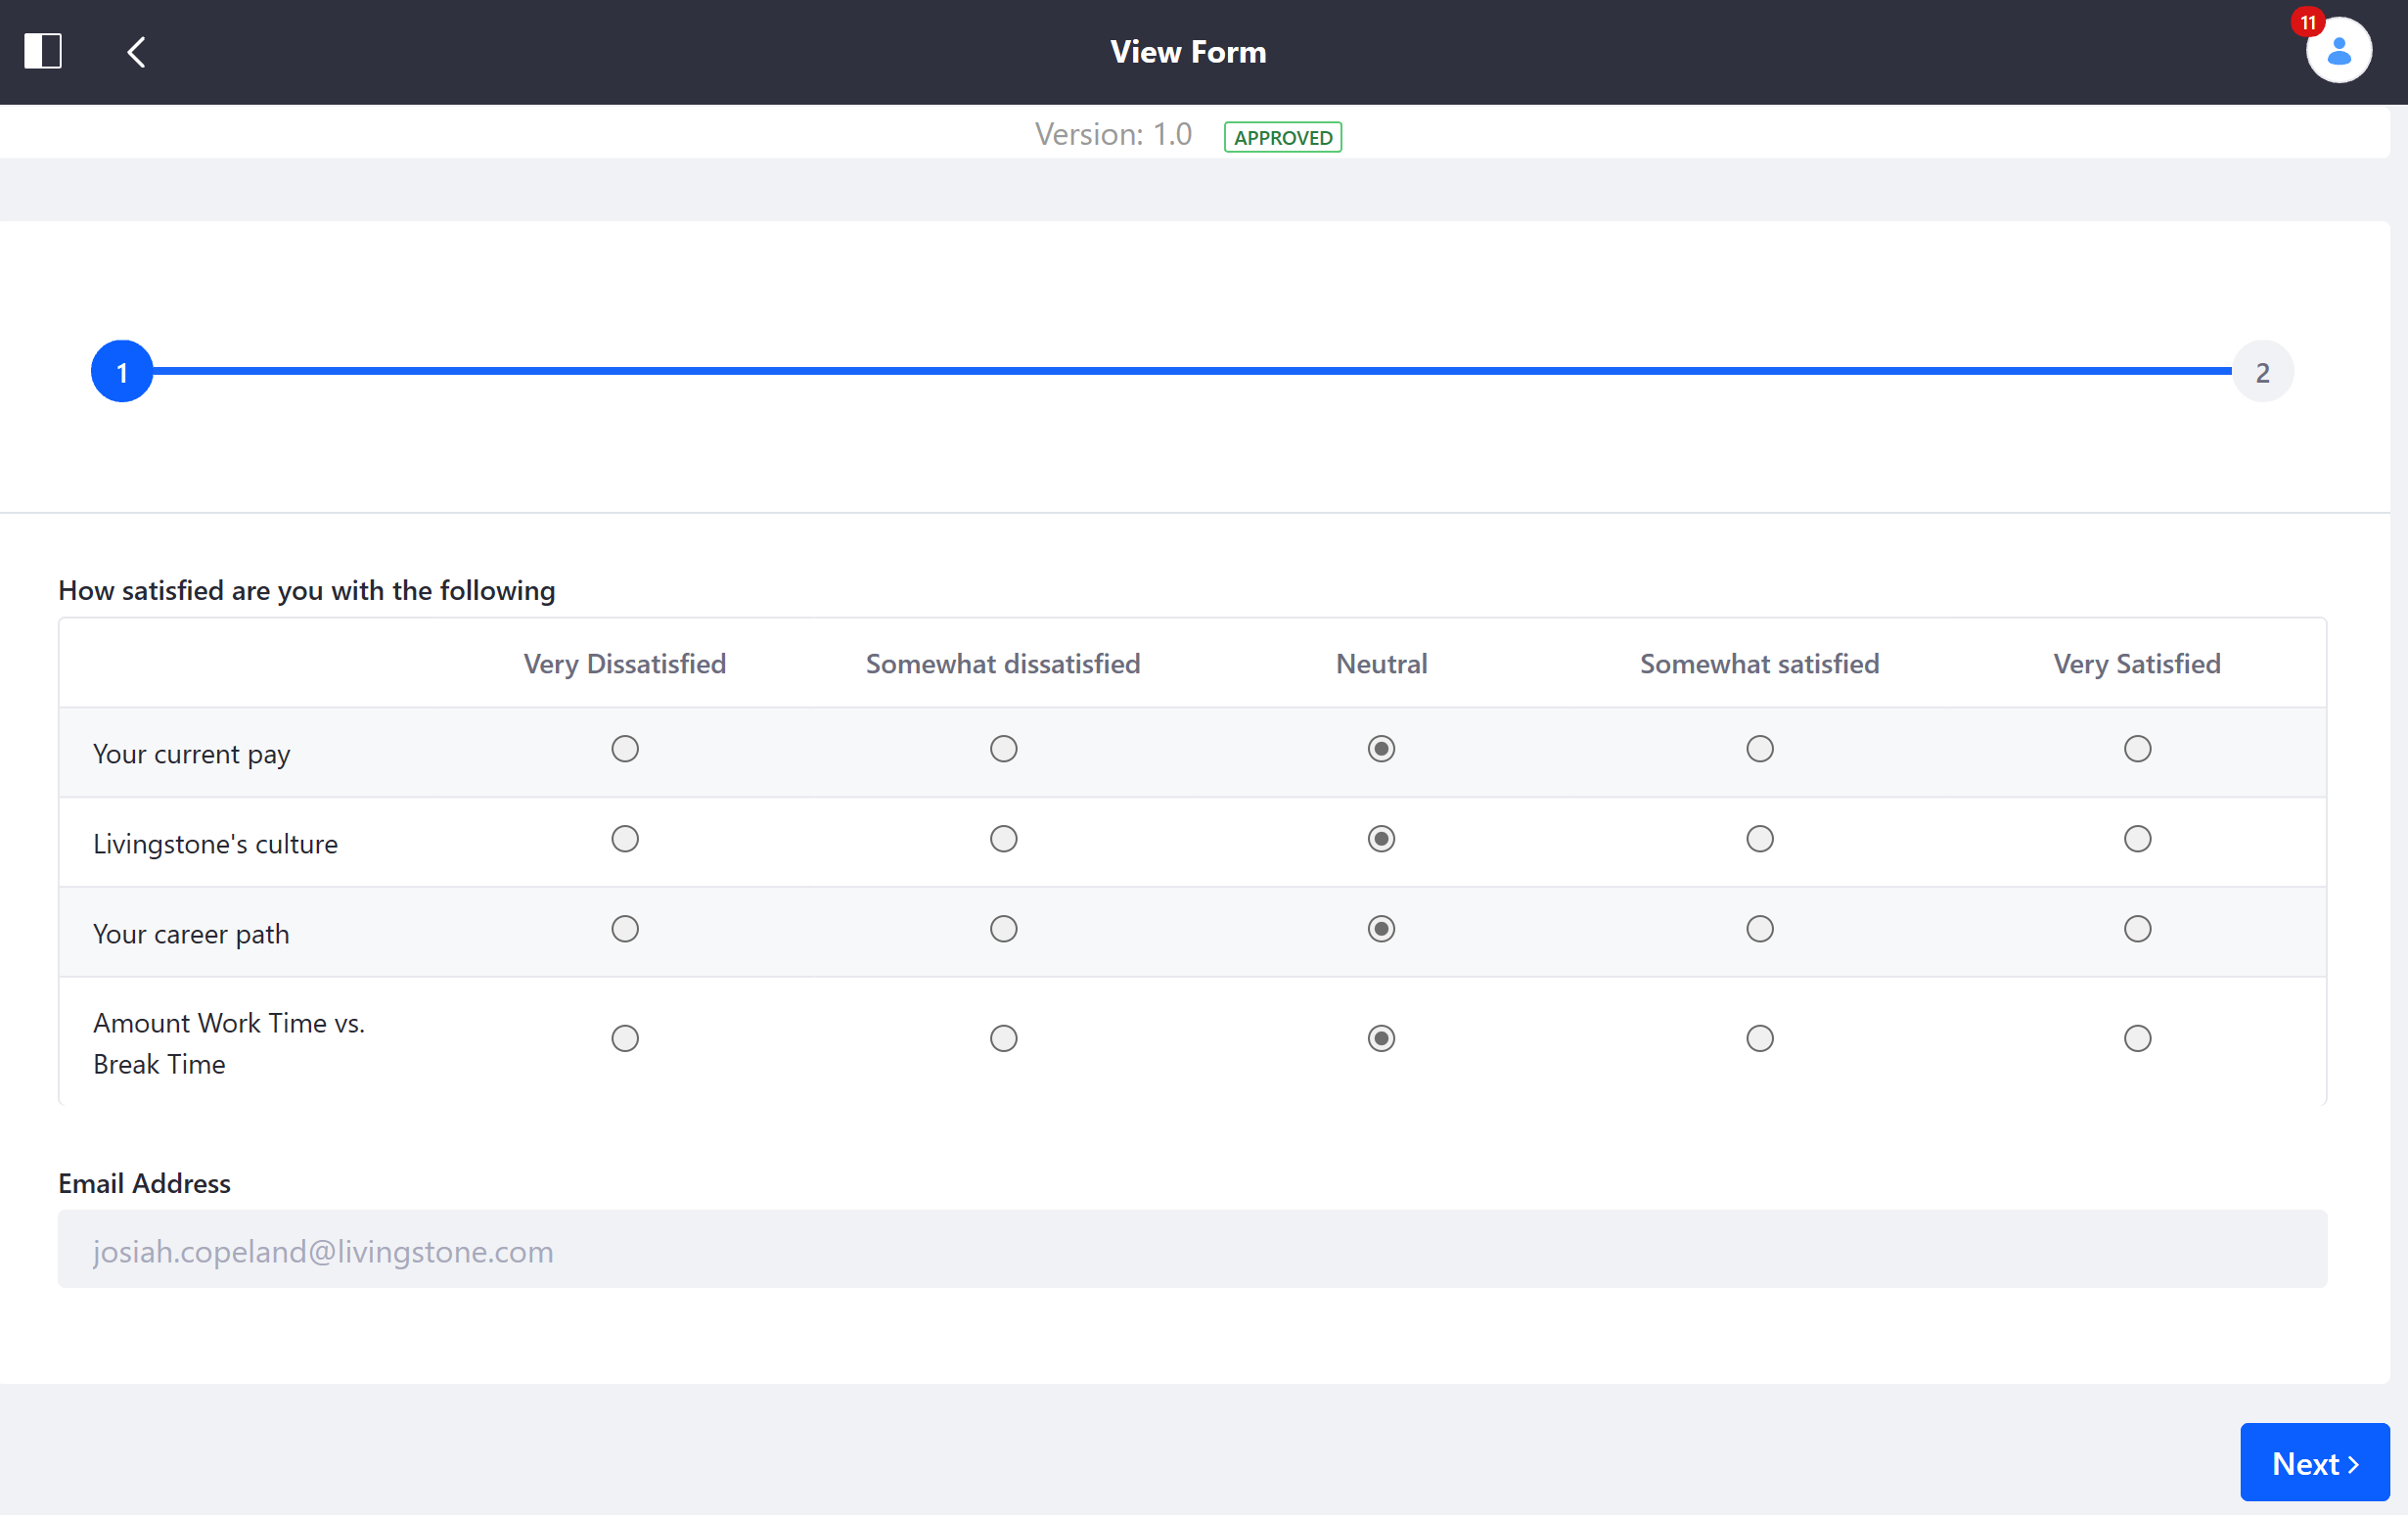 View Form
11
Version: 1.0 APPROVED
1
2
How satisfied are you with the following
Very Dissatisfied Somewhat dissatisfied Neutral Somewhat satisfied Very Satisfied
Your current pay
Livingstone's culture
Your career path
Amount Work Time vs.
Break Time
Email Address
josiah.copeland@livingstone.com
Next